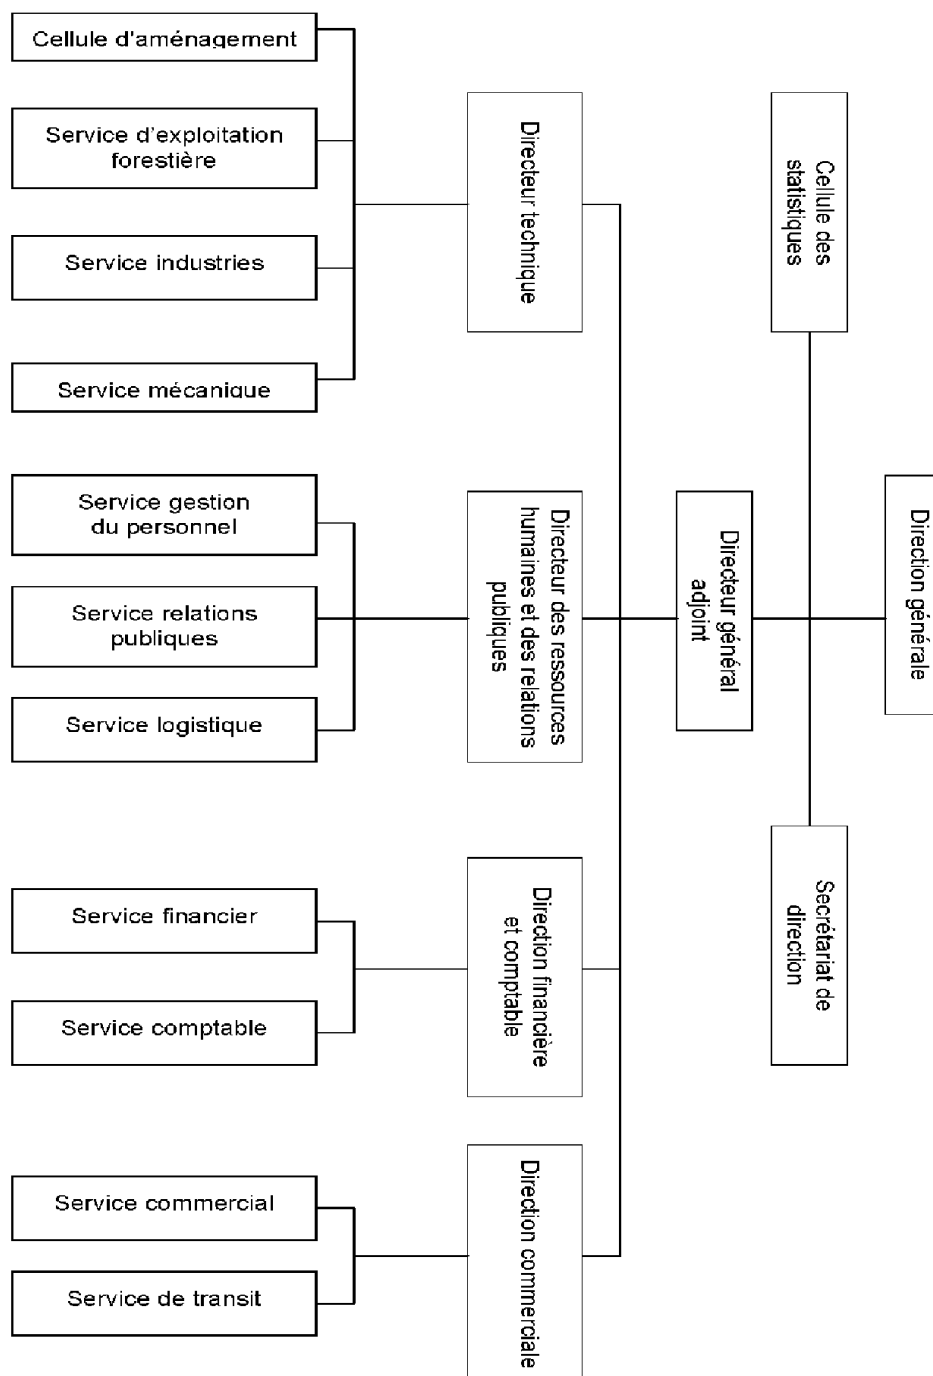 Direction générale
Cellule des
statistiques
Secrétariat de
direction
Directeur général
adjoint
Directeur technique
Directeur des ressources
humaines et des relations
publiques
Direction financière
et comptable
Direction commerciale
Cellule d'aménagement
Service d'exploitation
forestière
Service industries
Service mécanique
Service gestion
du personnel
Service relations
publiques
Service logistique
Service financier
Service comptable
Service commercial
Service de transit